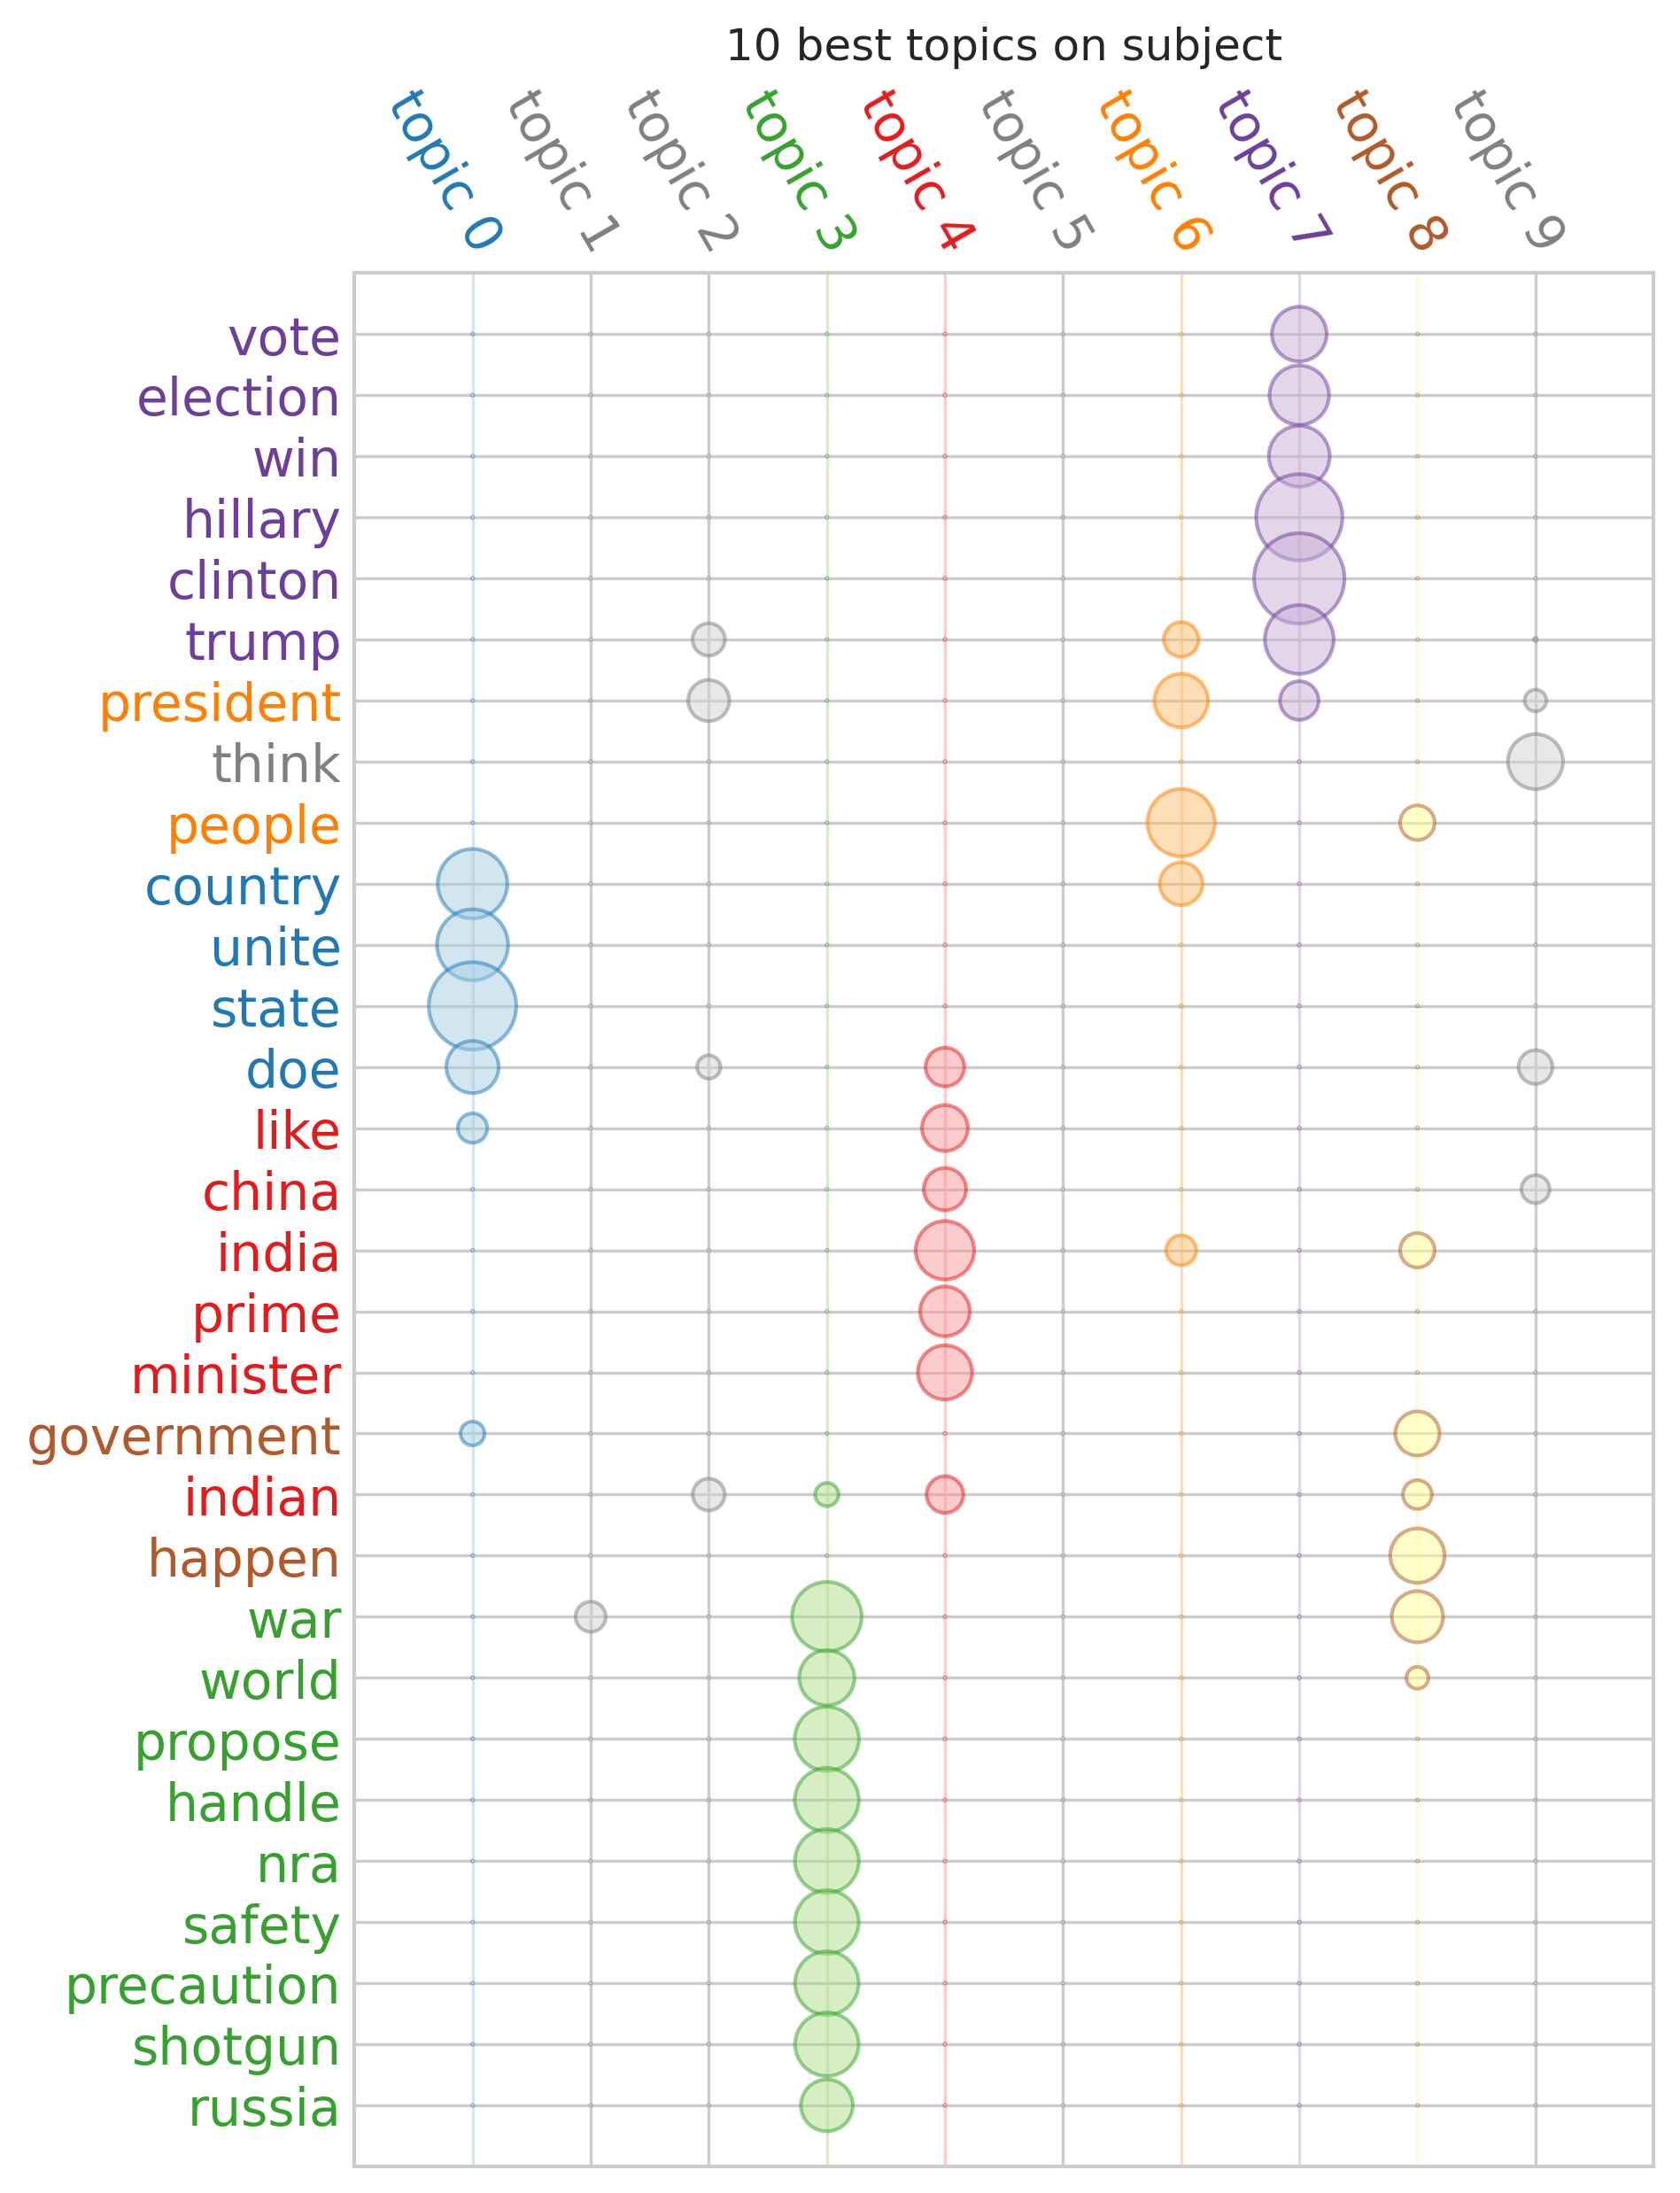 10 best topics on subject
topic 0
topic 1
topic 2
topic 3
topic 4
topic 5
topic 6
topic 7
topic 8
topic 9
vote
election
win
hillary
clinton
trump
president
think
people
country
unite
state
doe
like
china
india
prime
minister
government
indian
happen
war
world
propose
handle
nra
safety
precaution
shotgun
russia